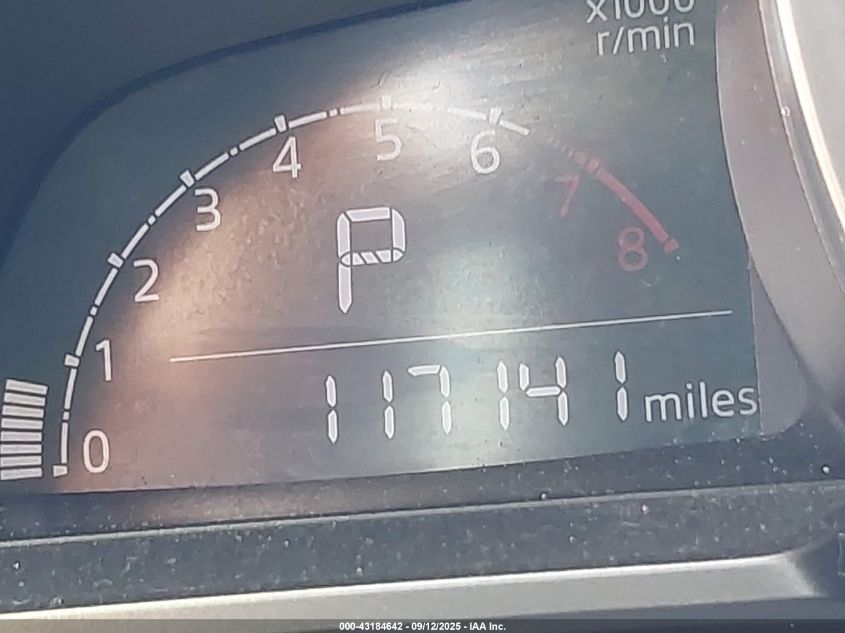 x1000
r/min
0 1 2 3 4 5 6 7 8
P
117141 miles
000-43184642 - 09/12/2025 - IAA Inc.